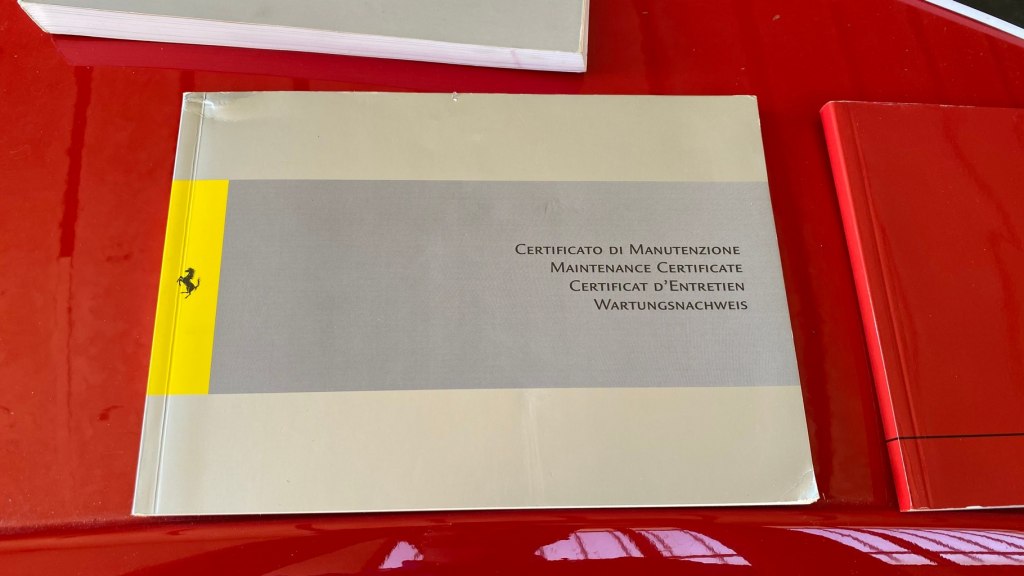 Certificato di Manutenzione
Maintenance Certificate
Certificat d'Entretien
Wartungsnachweis